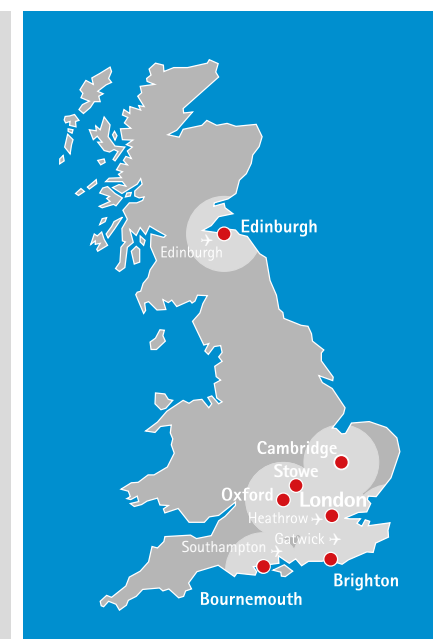 Edinburgh
Edinburgh
Cambridge
Stowe
Oxford
London
Heathrow
Gatwick
Southampton
Brighton
Bournemouth